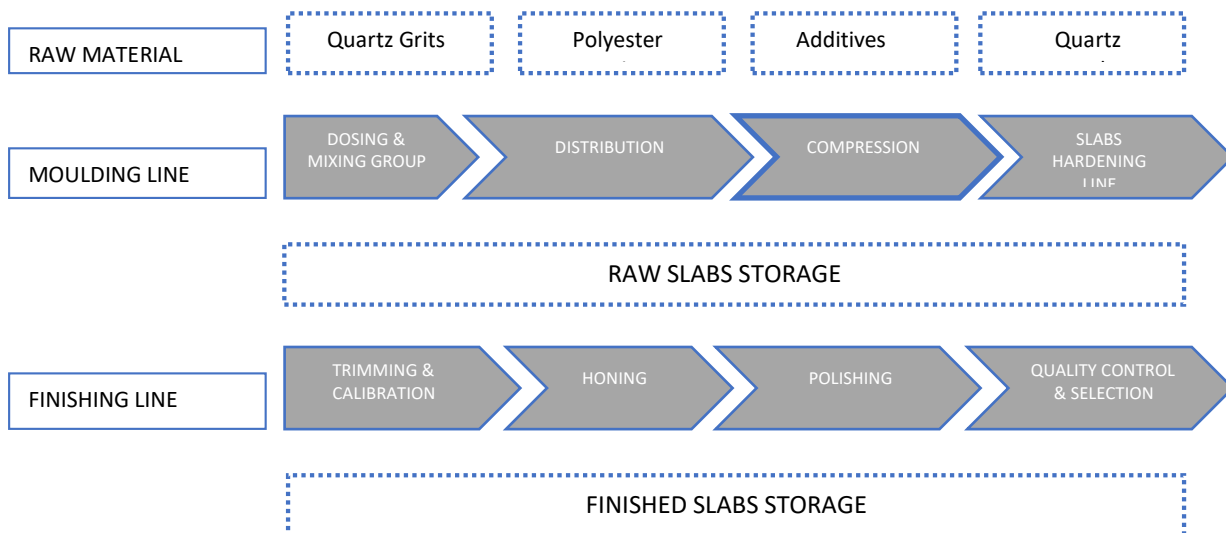 RAW MATERIAL
Quartz Grits
Polyester
Additives
Quartz
MOULDING LINE
DOSING &
MIXING GROUP
DISTRIBUTION
COMPRESSION
SLABS
HARDENING
LINE
RAW SLABS STORAGE
FINISHING LINE
TRIMMING &
CALIBRATION
HONING
POLISHING
QUALITY CONTROL
& SELECTION
FINISHED SLABS STORAGE